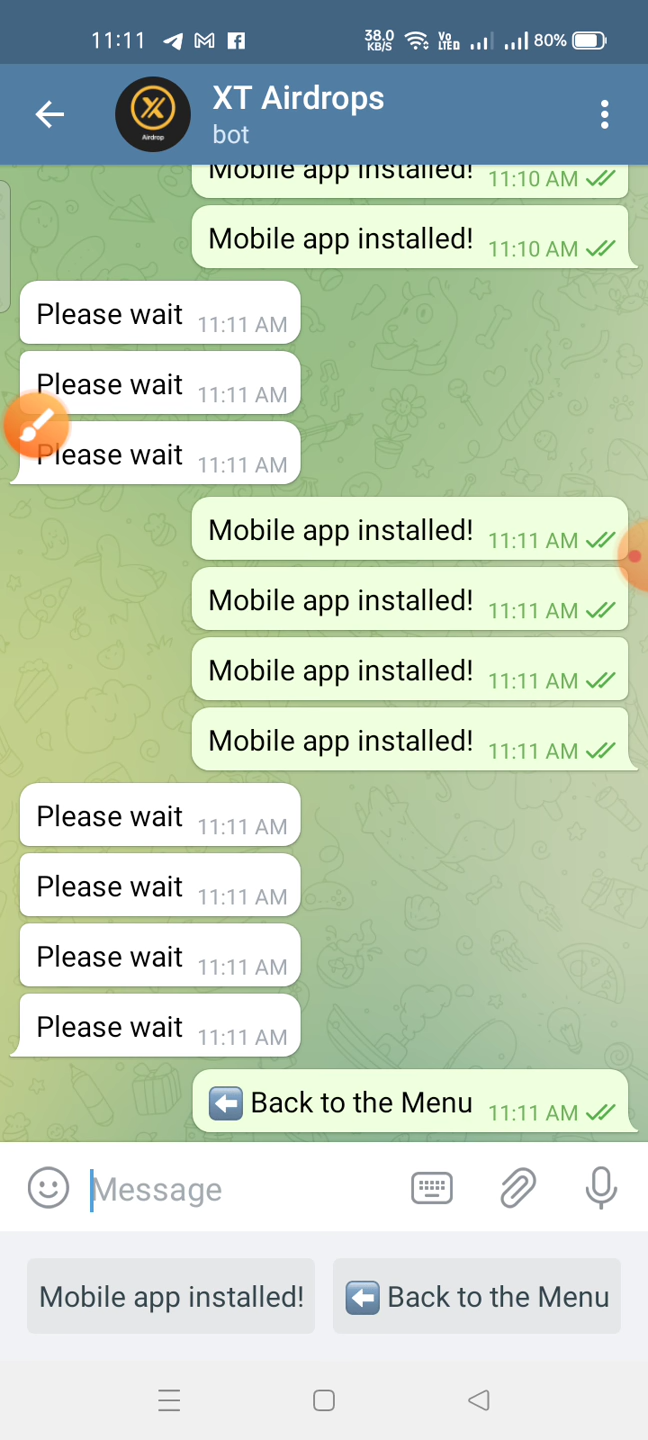 11:11
38.0
KB/S
Vo
LTED
80%
XT Airdrops
bot
Airdrop
Mobile app installed! 11:10 AM
Mobile app installed! 11:10 AM
Please wait 11:11 AM
Please wait 11:11 AM
Please wait 11:11 AM
Mobile app installed! 11:11 AM
Mobile app installed! 11:11 AM
Mobile app installed! 11:11 AM
Mobile app installed! 11:11 AM
Please wait 11:11 AM
Please wait 11:11 AM
Please wait 11:11 AM
Please wait 11:11 AM
Back to the Menu 11:11 AM
Message
Mobile app installed!
Back to the Menu